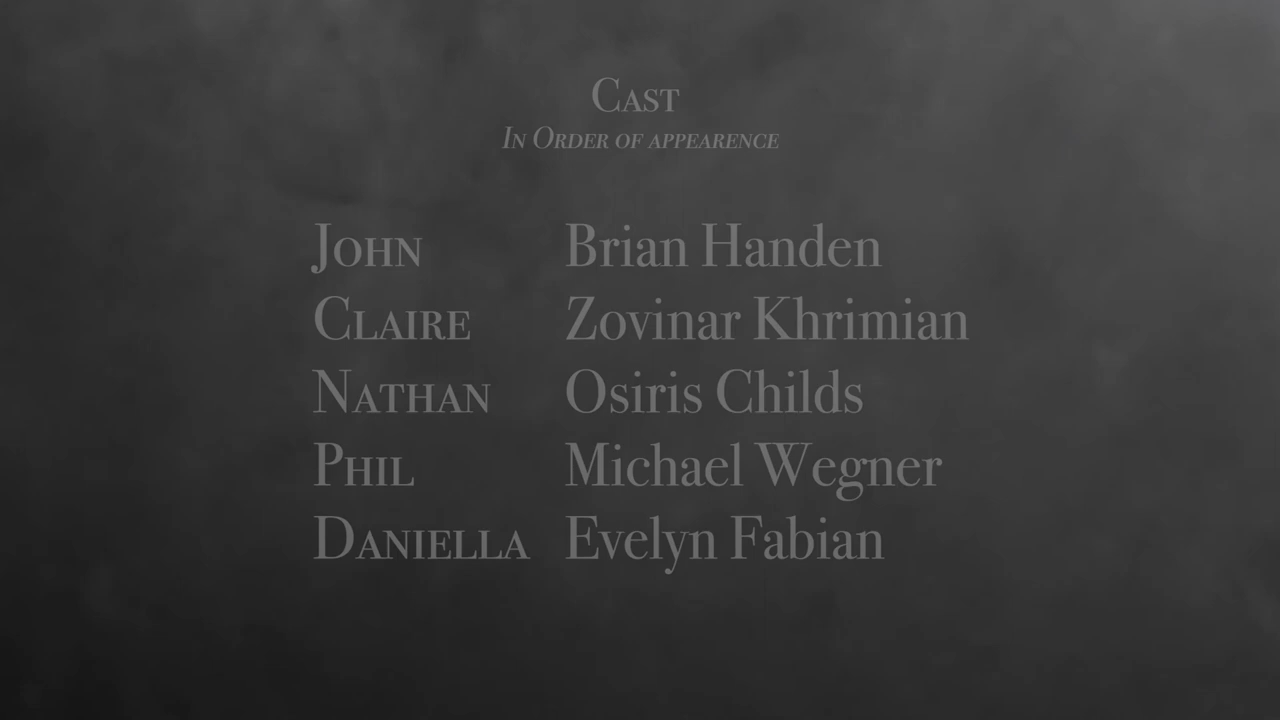 Cast
In Order of appearence
John Brian Handen
Claire Zovinar Khrimian
Nathan Osiris Childs
Phil Michael Wegner
Daniella Evelyn Fabian